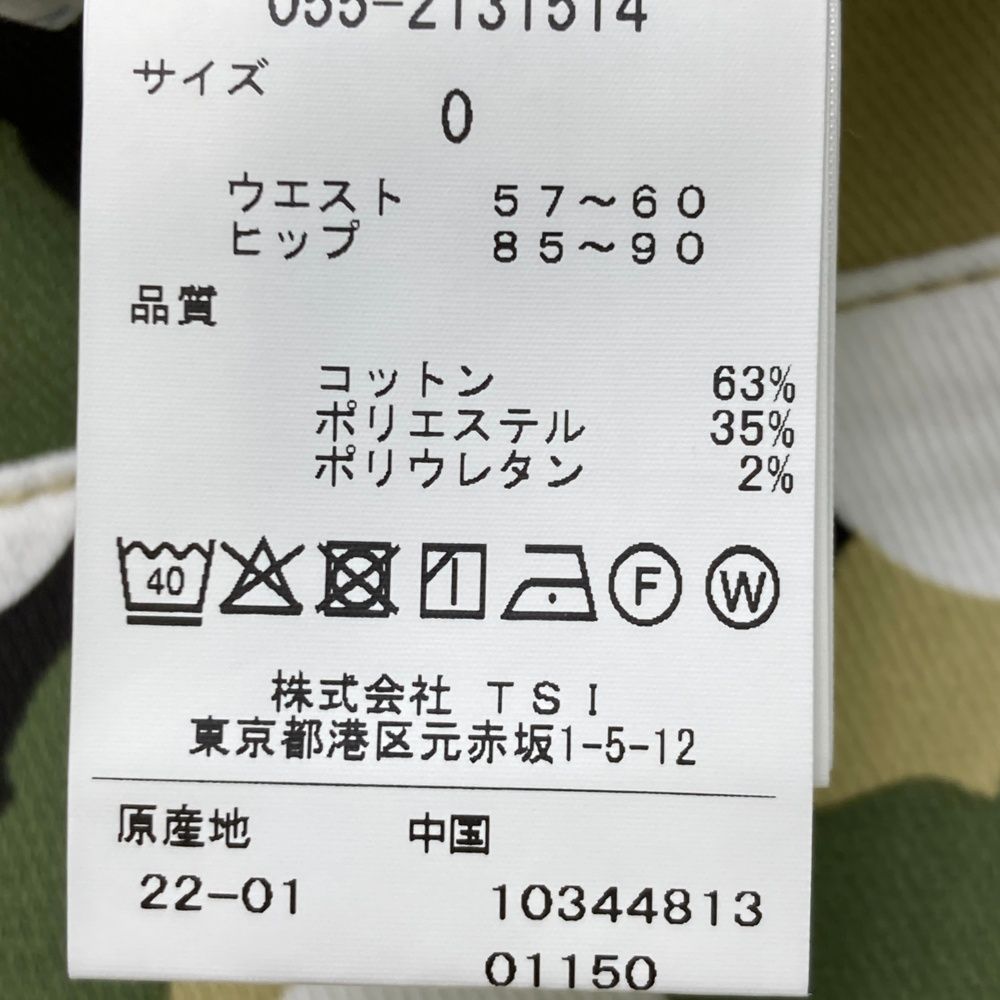 055-2131514
サイズ
0
ウエスト 57～60
ヒップ 85～90
品質
コットン 63%
ポリエステル 35%
ポリウレタン 2%
40 F W
株式会社 TSI
東京都港区元赤坂1-5-12
原産地 中国
22-01 10344813
01150